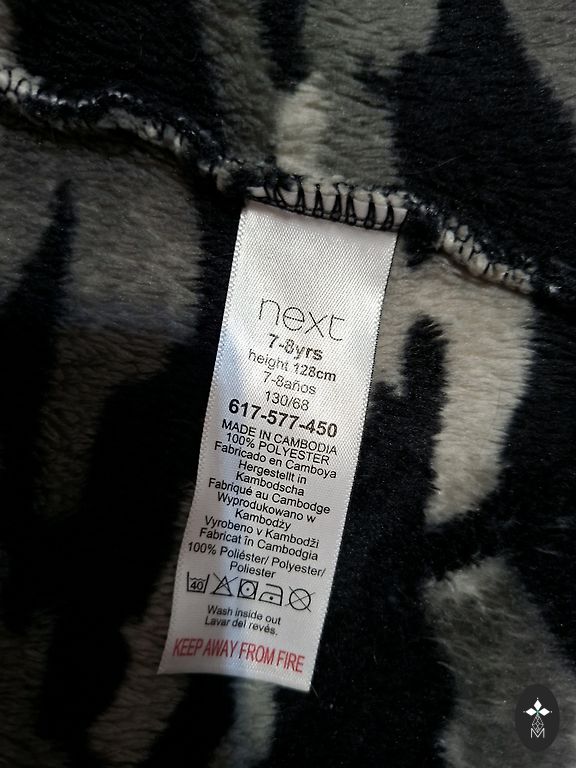 next
7-8yrs
height 128cm
7-8años
130/68
617-577-450
MADE IN CAMBODIA
100% POLYESTER
Fabricado en Camboya
Hergestellt in
Kambodscha
Fabriqué au Cambodge
Wyprodukowano w
Kambodży
Vyrobeno v Kambodži
Fabricat în Cambodgia
100% Poliéster/ Polyester/
Poliester
40
Wash inside out
Lavar del revés.
KEEP AWAY FROM FIRE
M